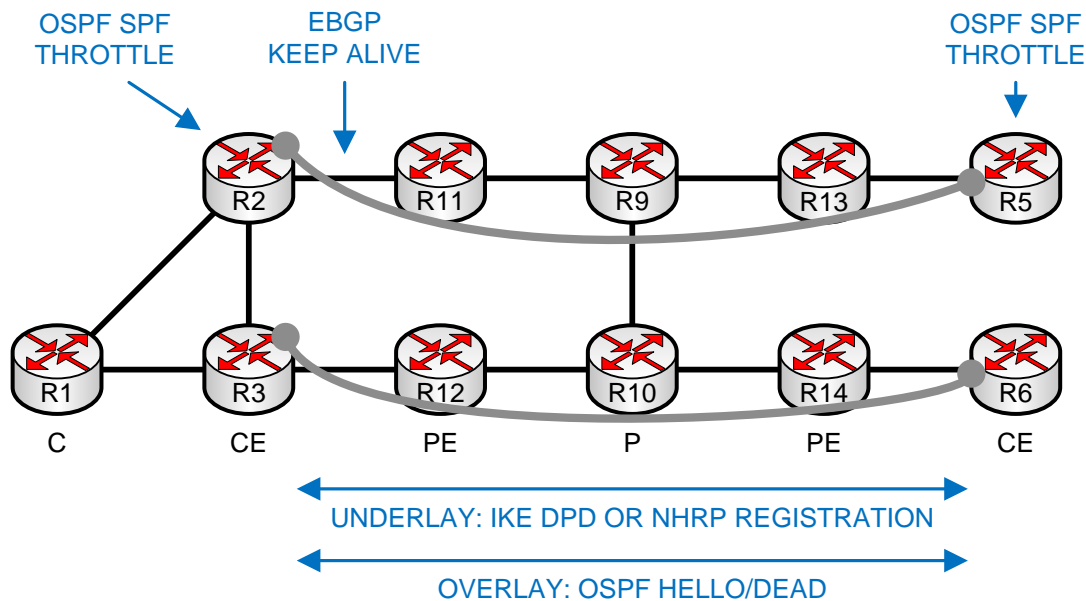 OSPF SPF
THROTTLE
EBGP
KEEP ALIVE
OSPF SPF
THROTTLE
R2
R11
R9
R13
R5
R1
R3
R12
R10
R14
R6
C
CE
PE
P
PE
CE
UNDERLAY: IKE DPD OR NHRP REGISTRATION
OVERLAY: OSPF HELLO/DEAD